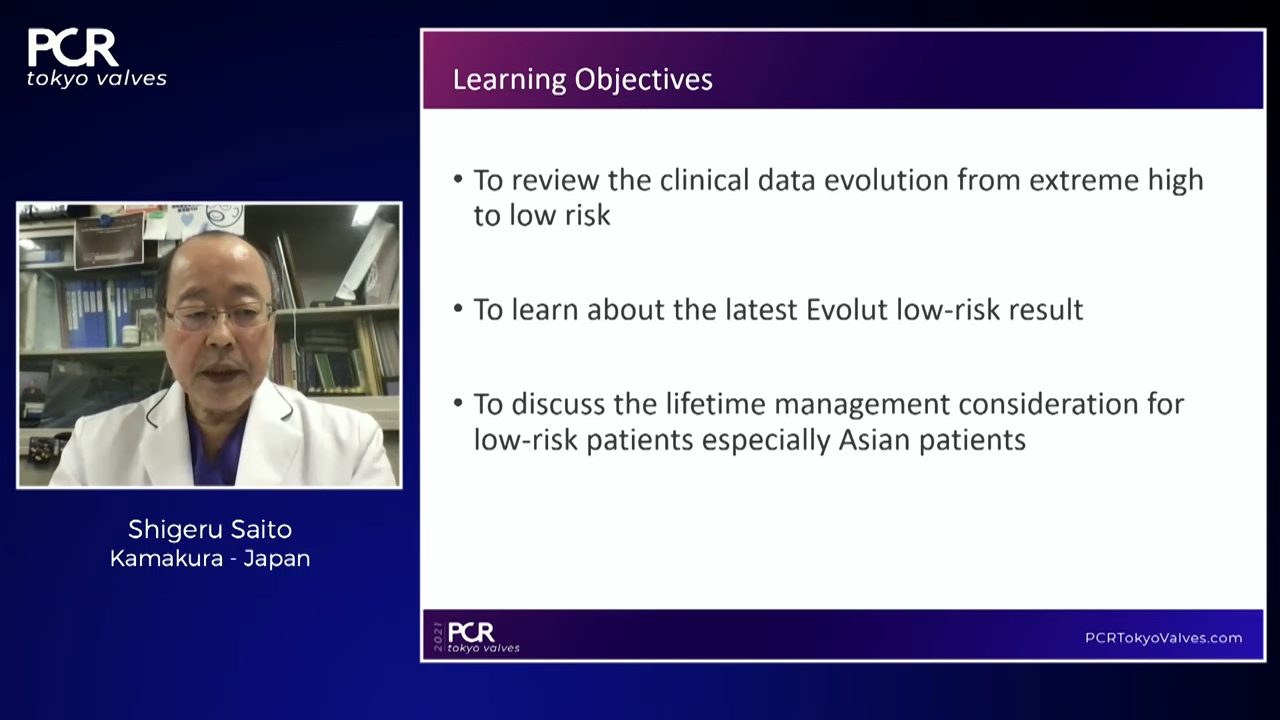 PCR
tokyo valves
Learning Objectives
• To review the clinical data evolution from extreme high
to low risk
• To learn about the latest Evolut low-risk result
• To discuss the lifetime management consideration for
low-risk patients especially Asian patients
Shigeru Saito
Kamakura - Japan
2021
PCR
tokyo valves
PCRTokyoValves.com